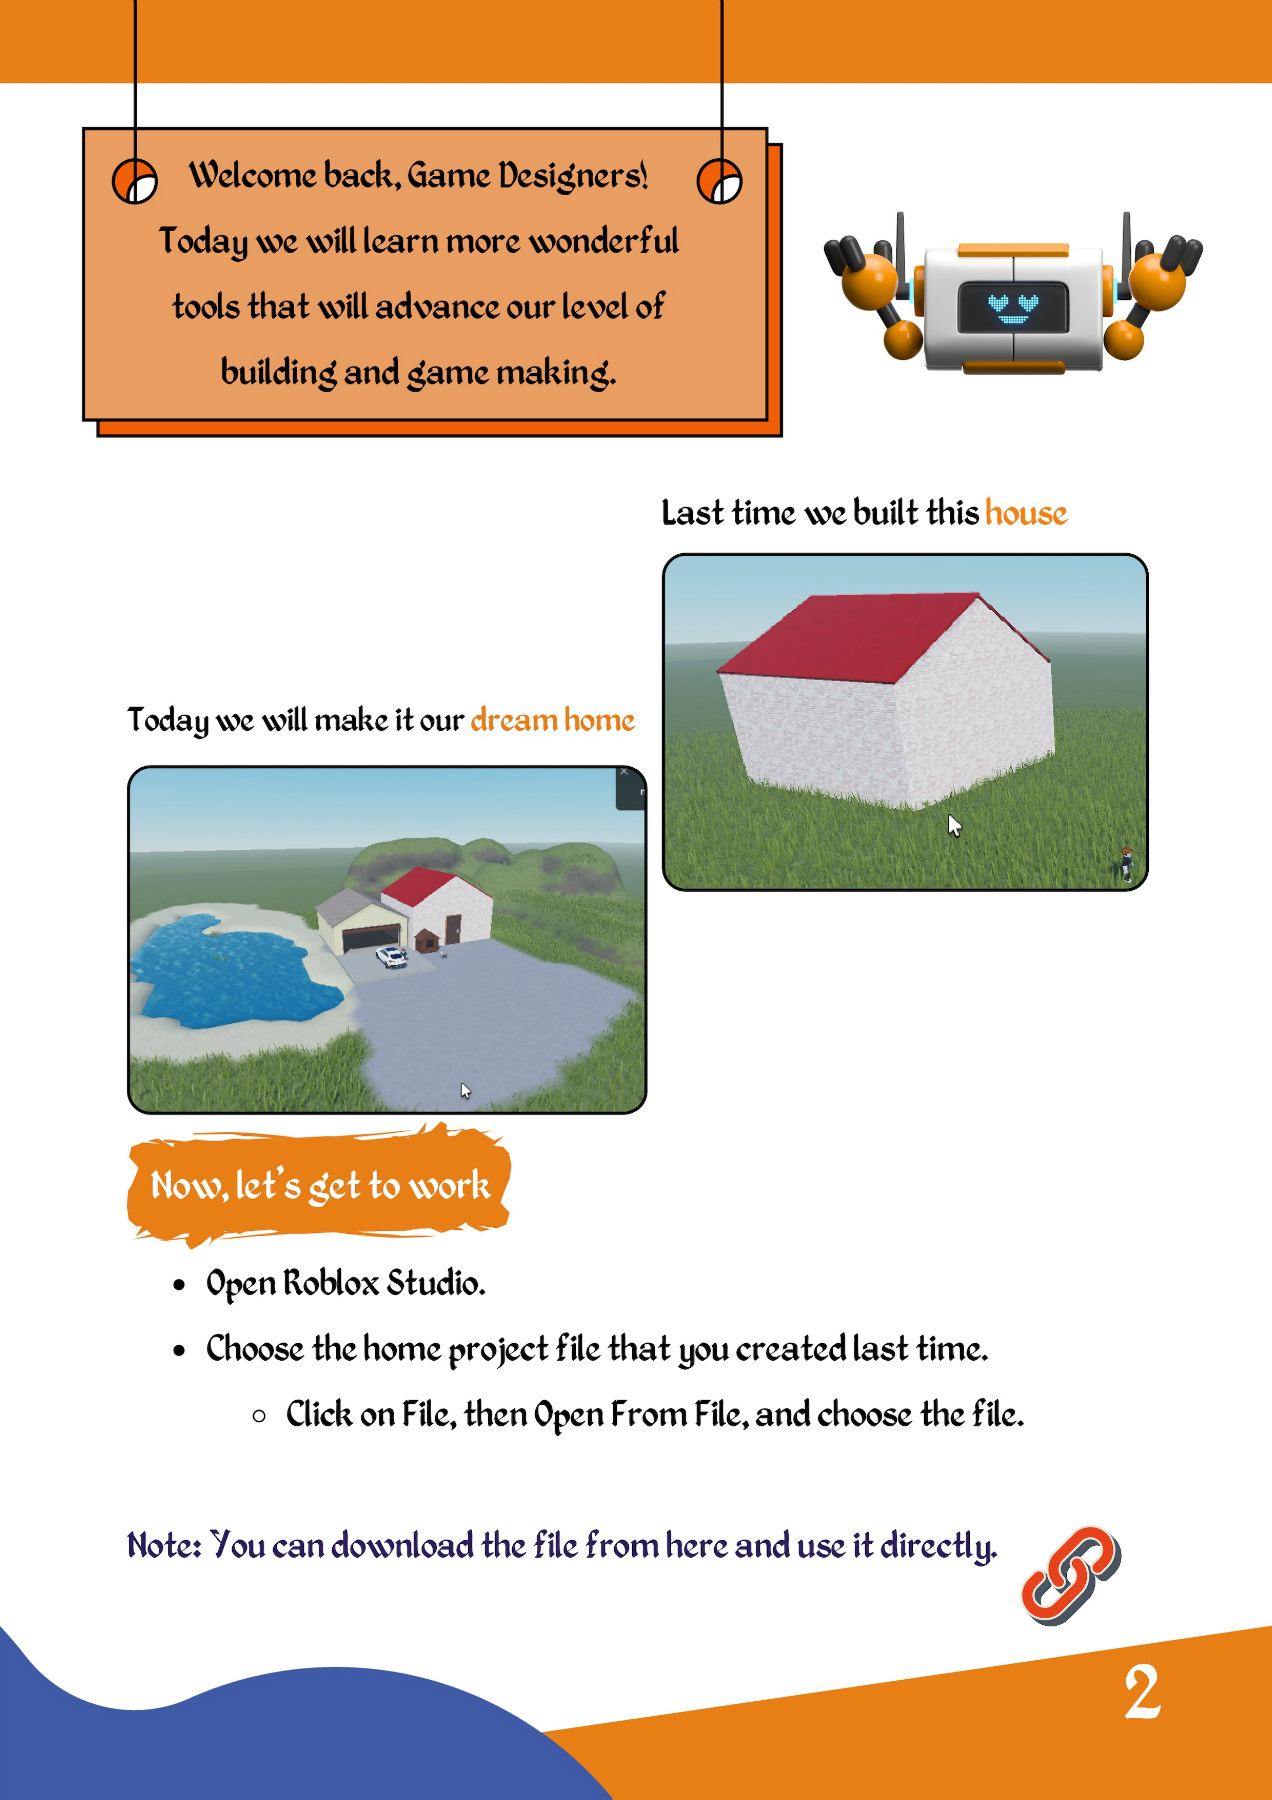 Welcome back, Game Designers!
Today we will learn more wonderful
tools that will advance our level of
building and game making.
Last time we built this house
Today we will make it our dream home
Now, let's get to work
• Open Roblox Studio.
• Choose the home project file that you created last time.
○ Click on File, then Open From File, and choose the file.
Note: You can download the file from here and use it directly.
2